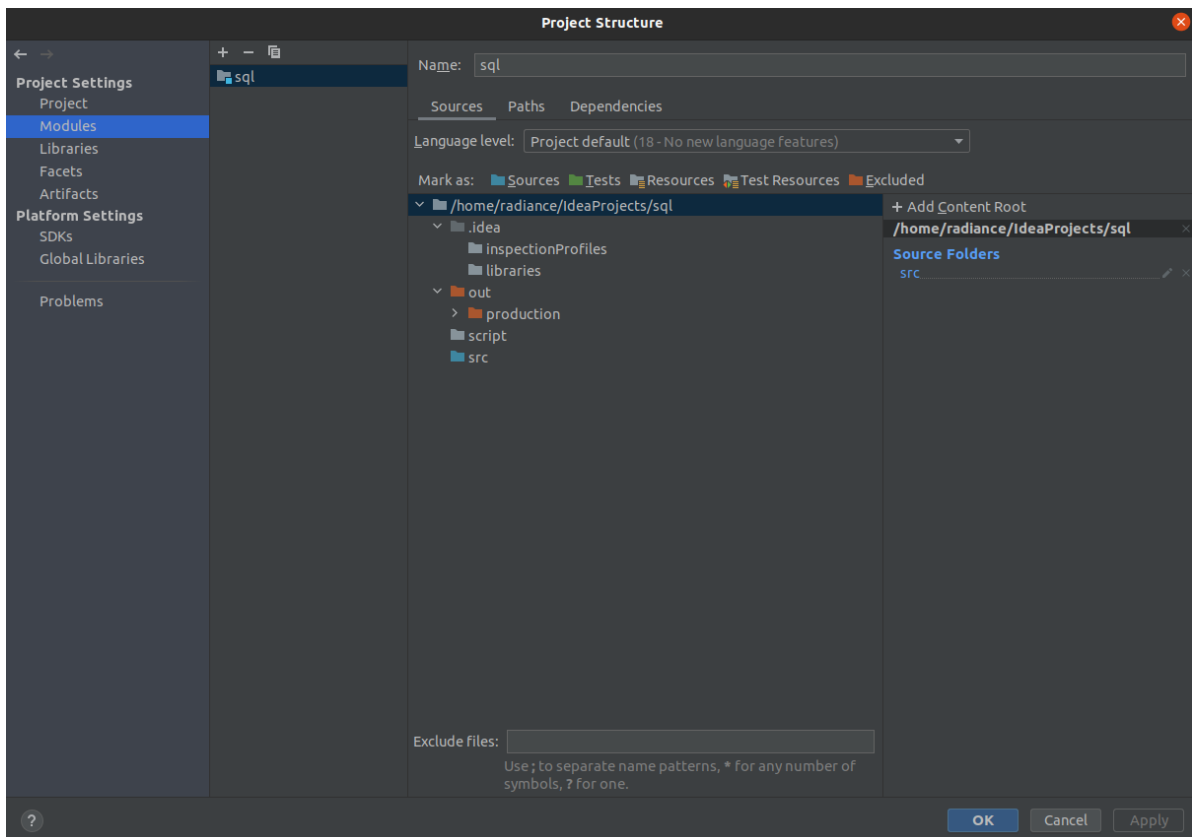 Project Structure
Project Settings
Project
Modules
Libraries
Facets
Artifacts
Platform Settings
SDKs
Global Libraries
Problems
sql
Name: sql
Sources Paths Dependencies
Language level: Project default (18 - No new language features)
Mark as: Sources Tests Resources Test Resources Excluded
/home/radiance/IdeaProjects/sql
.idea
inspectionProfiles
libraries
out
production
script
src
+ Add Content Root
/home/radiance/IdeaProjects/sql
Source Folders
src
Exclude files:
Use ; to separate name patterns, * for any number of
symbols, ? for one.
? OK Cancel Apply